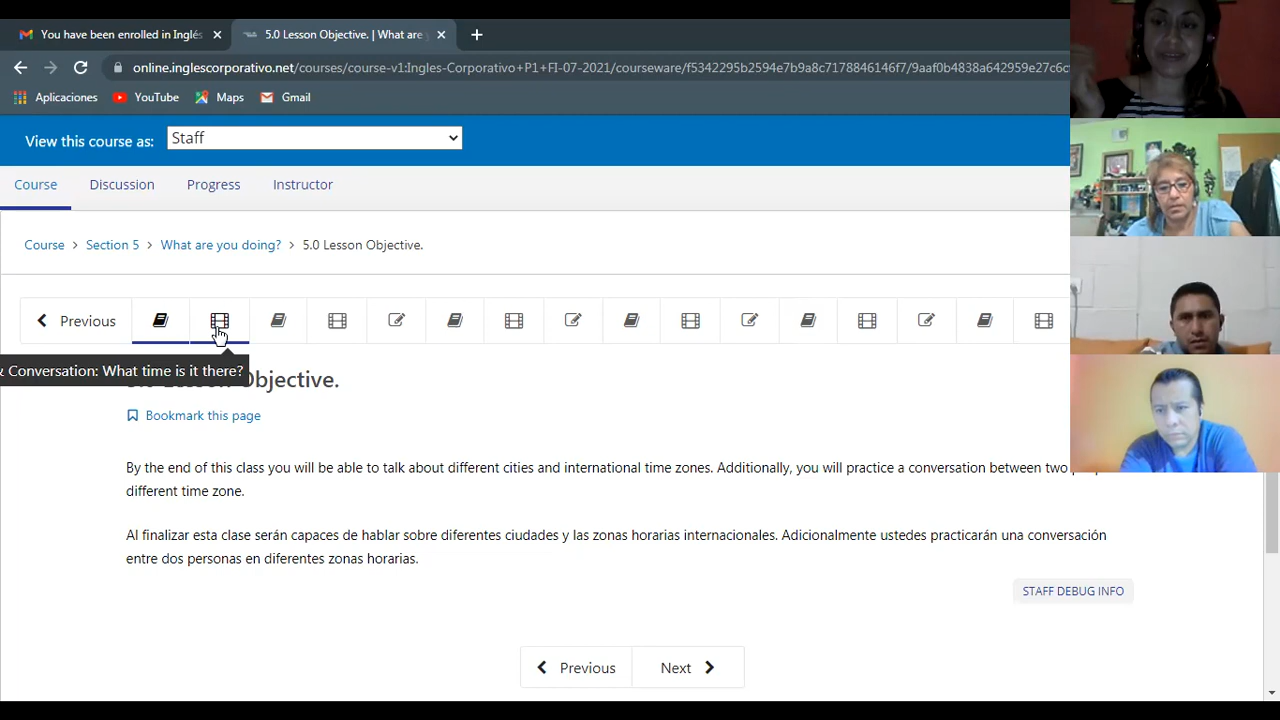 You have been enrolled in Inglés
5.0 Lesson Objective. | What are
online.inglescorporativo.net/courses/course-v1:Ingles-Corporativo+P1+FI-07-2021/courseware/f5342295b2594e7b9a8c7178846146f7/9aaf0b4838a642959e27c6c
Aplicaciones
YouTube
Maps
Gmail
View this course as:
Staff
Course
Discussion
Progress
Instructor
Course > Section 5 > What are you doing? > 5.0 Lesson Objective.
Previous
Conversation: What time is it there?
Objective.
Bookmark this page
By the end of this class you will be able to talk about different cities and international time zones. Additionally, you will practice a conversation between two
different time zone.
Al finalizar esta clase serán capaces de hablar sobre diferentes ciudades y las zonas horarias internacionales. Adicionalmente ustedes practicarán una conversación
entre dos personas en diferentes zonas horarias.
STAFF DEBUG INFO
Previous
Next